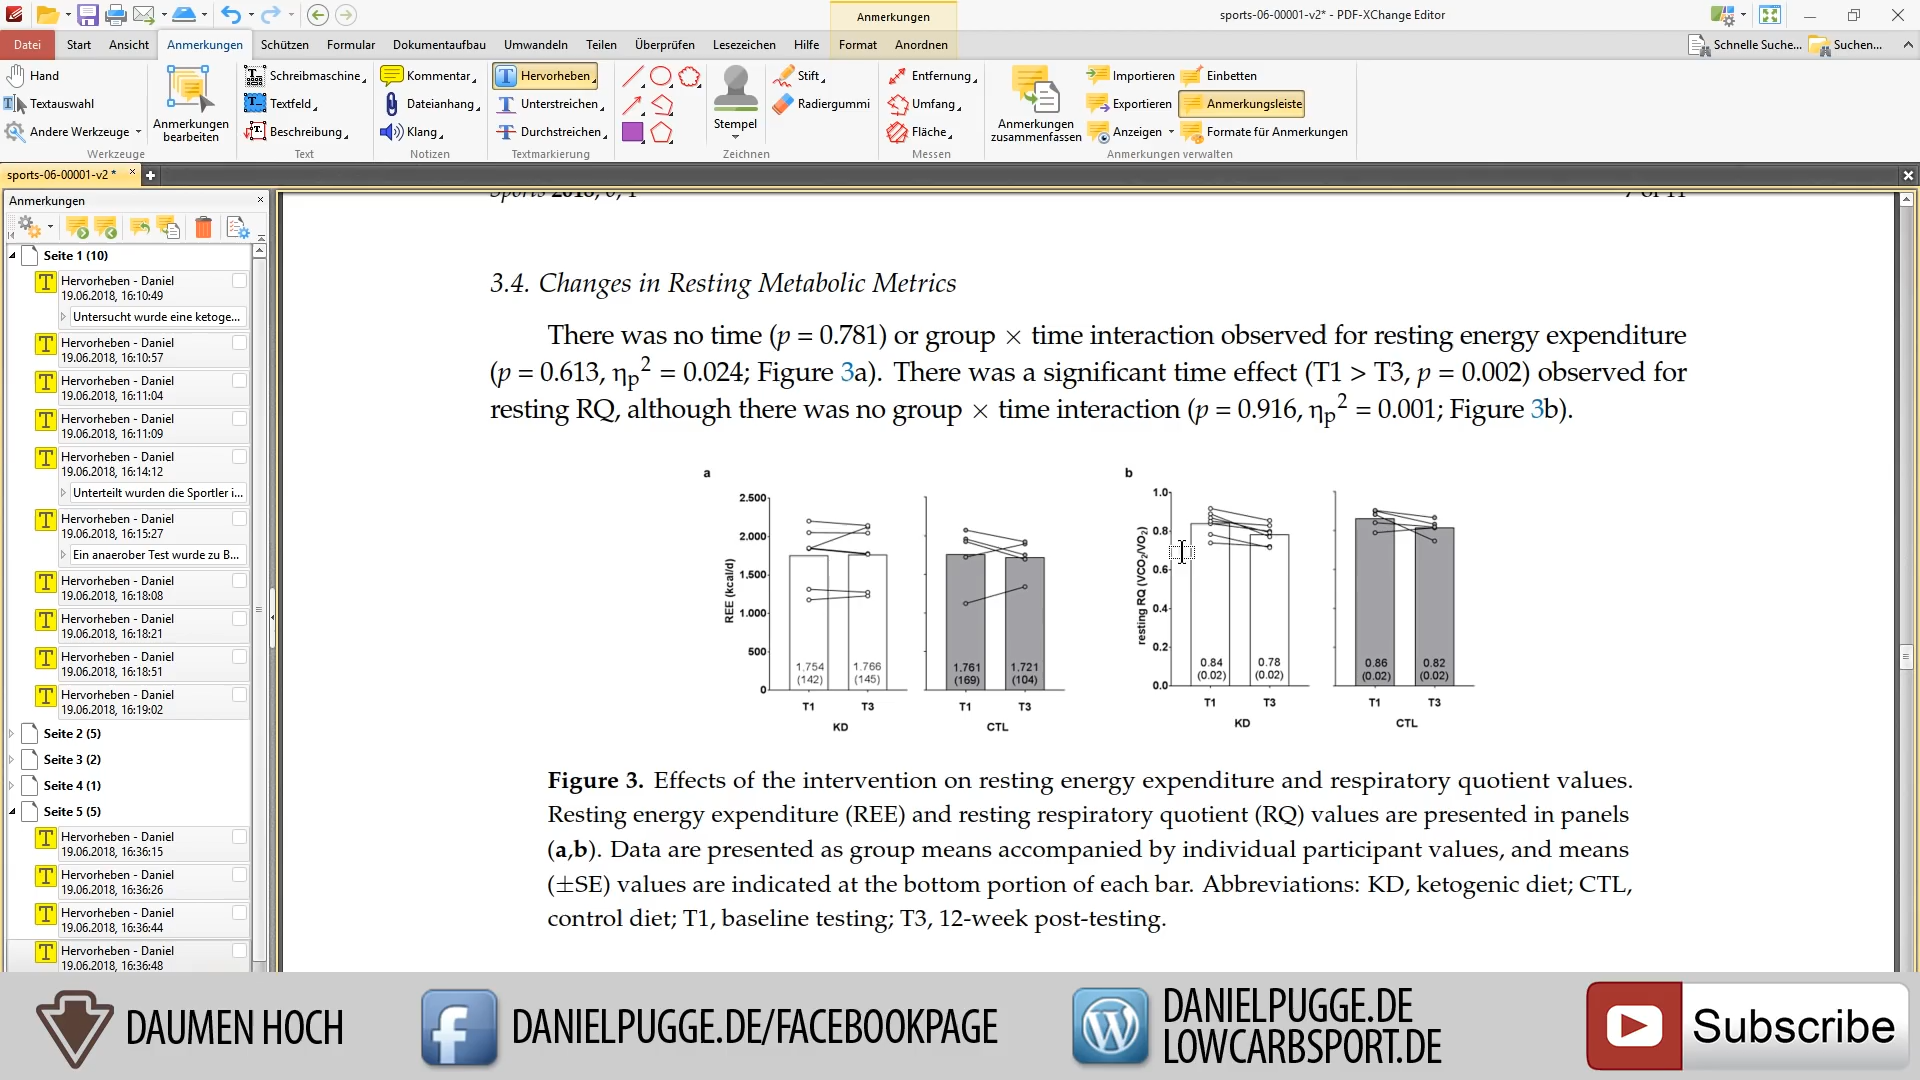 Anmerkungen
sports-06-00001-v2* - PDF-XChange Editor
Datei Start Ansicht Anmerkungen Schützen Formular Dokumentaufbau Umwandeln Teilen Überprüfen Lesezeichen Hilfe Format Anordnen Schnelle Suche... Suchen...
Hand
Textauswahl
Andere Werkzeuge
Werkzeuge
Anmerkungen bearbeiten
Schreibmaschine
Textfeld
Beschreibung
Text
Kommentar
Dateianhang
Klang
Notizen
Hervorheben
Unterstreichen
Durchstreichen
Textmarkierung
Stempel
Stift
Radiergummi
Zeichnen
Entfernung
Umfang
Fläche
Messen
Anmerkungen zusammenfassen
Importieren
Exportieren
Anzeigen
Einbetten
Anmerkungsleiste
Formate für Anmerkungen
Anmerkungen verwalten
sports-06-00001-v2 *
Anmerkungen
Seite 1 (10)
Hervorheben - Daniel
19.06.2018, 16:10:49
Untersucht wurde eine ketoge...
Hervorheben - Daniel
19.06.2018, 16:10:57
Hervorheben - Daniel
19.06.2018, 16:11:04
Hervorheben - Daniel
19.06.2018, 16:11:09
Hervorheben - Daniel
19.06.2018, 16:14:12
Unterteilt wurden die Sportler i...
Hervorheben - Daniel
19.06.2018, 16:15:27
Ein anaerober Test wurde zu B...
Hervorheben - Daniel
19.06.2018, 16:18:08
Hervorheben - Daniel
19.06.2018, 16:18:21
Hervorheben - Daniel
19.06.2018, 16:18:51
Hervorheben - Daniel
19.06.2018, 16:19:02
Seite 2 (5)
Seite 3 (2)
Seite 4 (1)
Seite 5 (5)
Hervorheben - Daniel
19.06.2018, 16:36:15
Hervorheben - Daniel
19.06.2018, 16:36:26
Hervorheben - Daniel
19.06.2018, 16:36:44
Hervorheben - Daniel
19.06.2018, 16:36:48
Sports 2018, 6, 1 7 of 11
3.4. Changes in Resting Metabolic Metrics
There was no time (p = 0.781) or group × time interaction observed for resting energy expenditure
(p = 0.613, ηp² = 0.024; Figure 3a). There was a significant time effect (T1 > T3, p = 0.002) observed for
resting RQ, although there was no group × time interaction (p = 0.916, ηp² = 0.001; Figure 3b).
a
REE (kcal/d)
2.500
2.000
1.500
1.000
500
0
1.754 (142)
1.766 (145)
1.761 (169)
1.721 (104)
T1 T3 T1 T3
KD CTL
b
resting RQ (VCO₂/VO₂)
1.0
0.8
0.6
0.4
0.2
0.0
0.84 (0.02)
0.78 (0.02)
0.86 (0.02)
0.82 (0.02)
T1 T3 T1 T3
KD CTL
Figure 3. Effects of the intervention on resting energy expenditure and respiratory quotient values.
Resting energy expenditure (REE) and resting respiratory quotient (RQ) values are presented in panels
(a,b). Data are presented as group means accompanied by individual participant values, and means
(±SE) values are indicated at the bottom portion of each bar. Abbreviations: KD, ketogenic diet; CTL,
control diet; T1, baseline testing; T3, 12-week post-testing.
DAUMEN HOCH
DANIELPUGGE.DE/FACEBOOKPAGE
DANIELPUGGE.DE
LOWCARBSPORT.DE
Subscribe